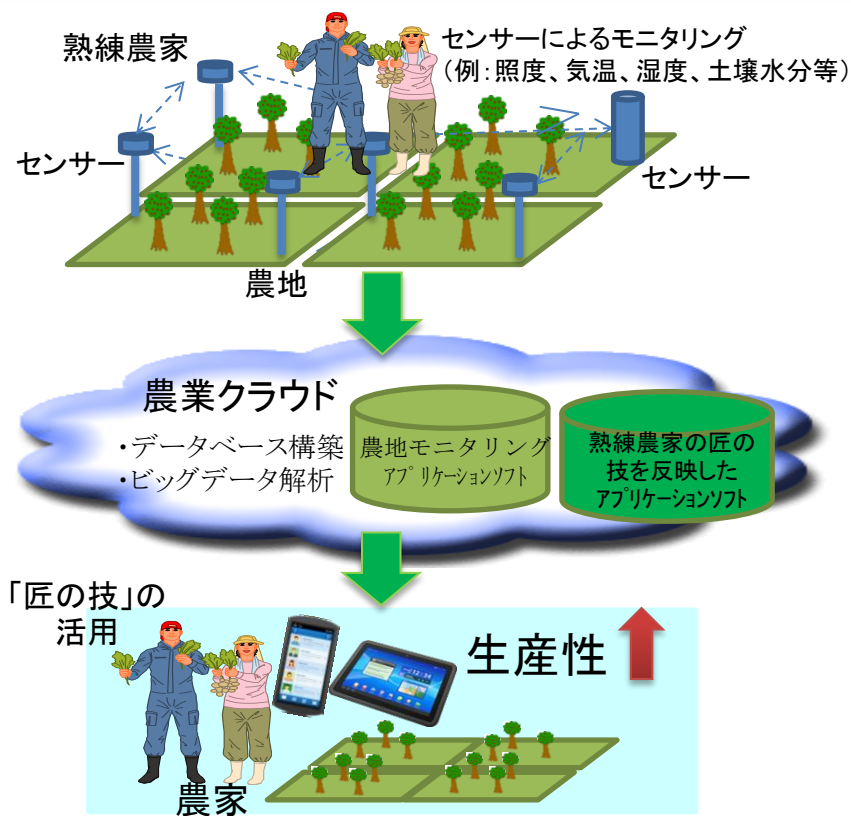 熟練農家
センサーによるモニタリング
（例：照度、気温、湿度、土壌水分等）
センサー
センサー
農地
農業クラウド
・データベース構築
・ビッグデータ解析
農地モニタリング
ｱﾌﾟﾘｹｰｼｮﾝｿﾌﾄ
熟練農家の匠の
技を反映した
ｱﾌﾟﾘｹｰｼｮﾝｿﾌﾄ
「匠の技」の
活用
生産性
農家